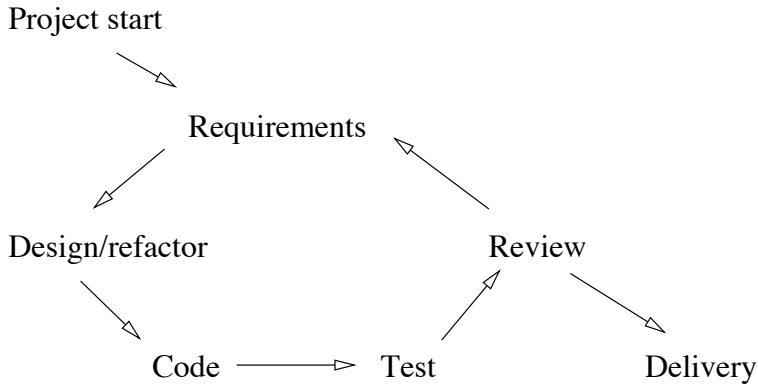 Project start
Requirements
Design/refactor
Review
Code
Test
Delivery